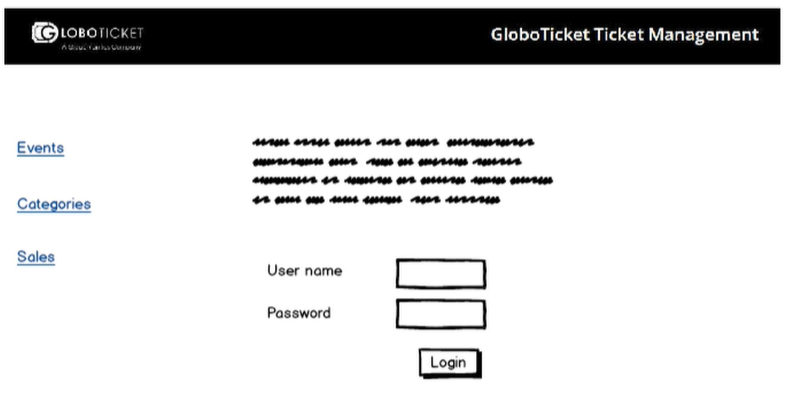 GLOBOTICKET
GloboTicket Ticket Management
Events
Categories
Sales
User name
Password
Login